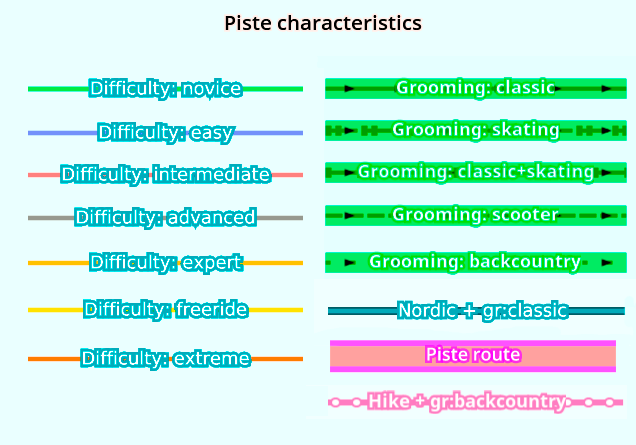 Piste characteristics
Difficulty: novice
Difficulty: easy
Difficulty: intermediate
Difficulty: advanced
Difficulty: expert
Difficulty: freeride
Difficulty: extreme
Grooming: classic
Grooming: skating
Grooming: classic+skating
Grooming: scooter
Grooming: backcountry
Nordic + gr:classic
Piste route
Hike + gr:backcountry